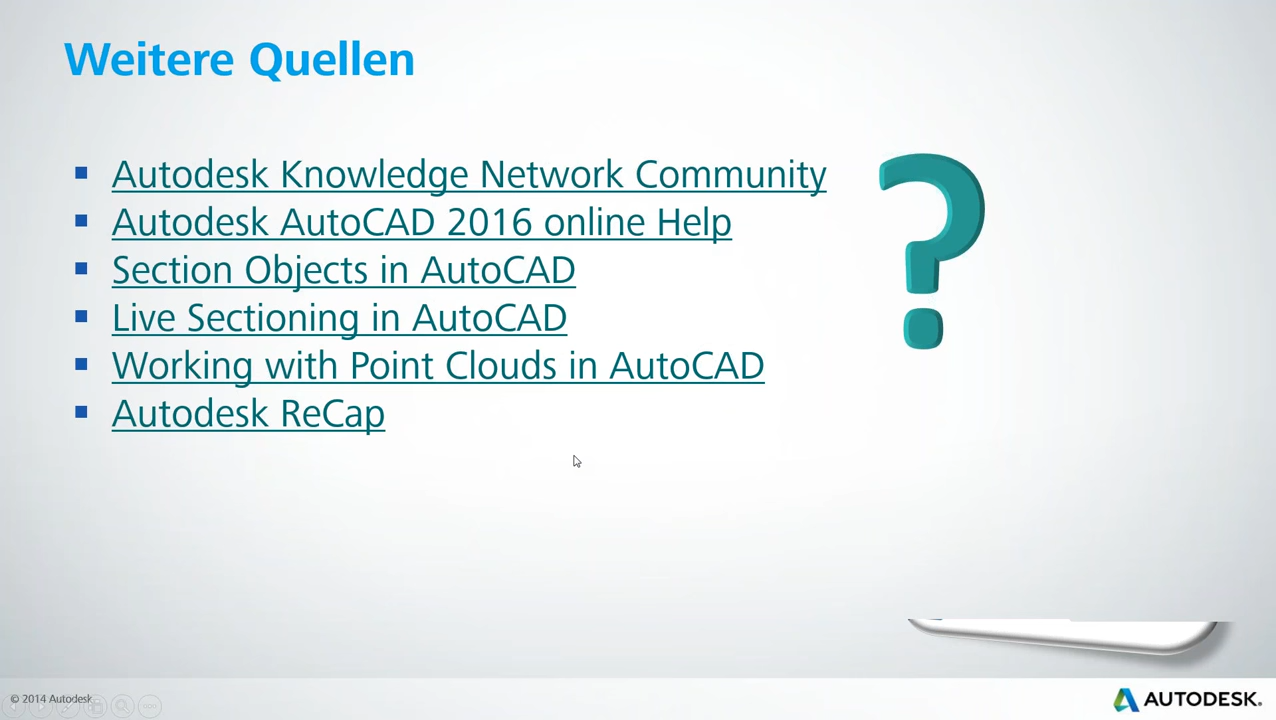 Weitere Quellen
Autodesk Knowledge Network Community
Autodesk AutoCAD 2016 online Help
Section Objects in AutoCAD
Live Sectioning in AutoCAD
Working with Point Clouds in AutoCAD
Autodesk ReCap
?
© 2014 Autodesk
AUTODESK.